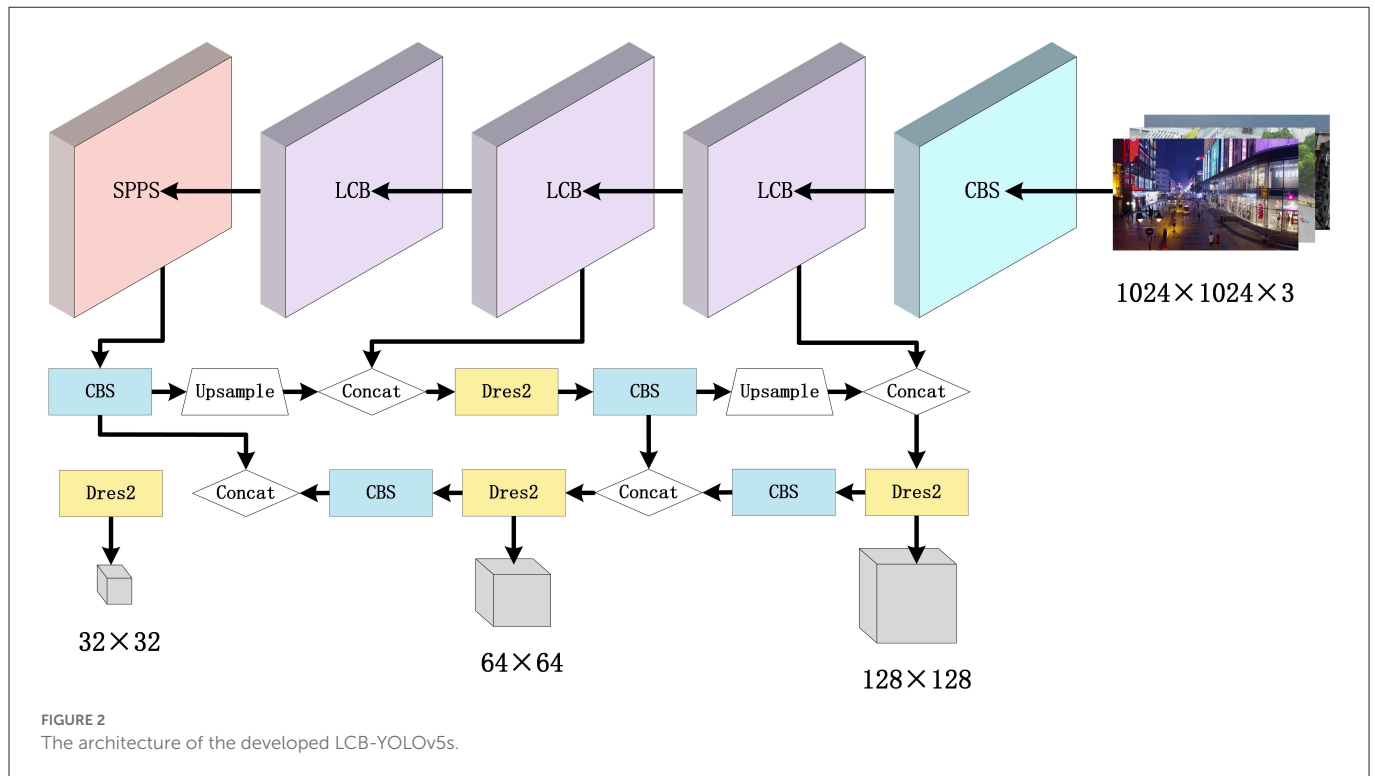 SPPS
LCB
LCB
LCB
CBS
1024×1024×3
CBS
Upsample
Concat
Dres2
CBS
Upsample
Concat
Dres2
Concat
CBS
Dres2
Concat
CBS
Dres2
32×32
64×64
128×128
FIGURE 2
The architecture of the developed LCB-YOLOv5s.